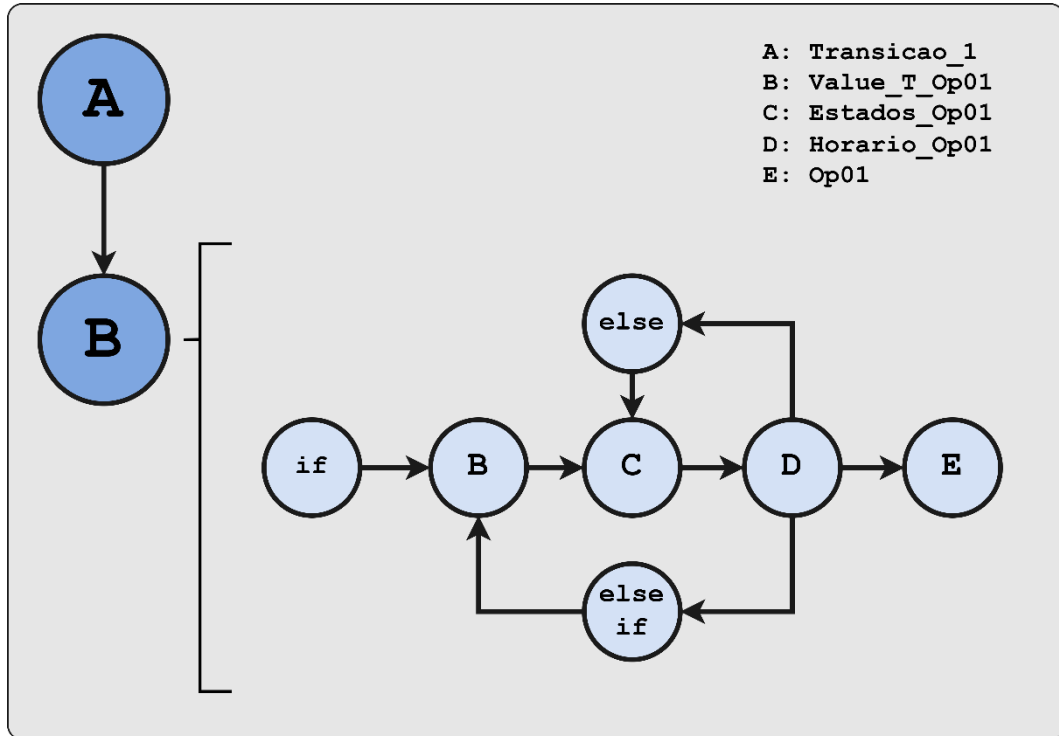 A
A: Transicao_1
B: Value_T_Op01
C: Estados_Op01
D: Horario_Op01
E: Op01
B
else
if
B
C
D
E
else
if